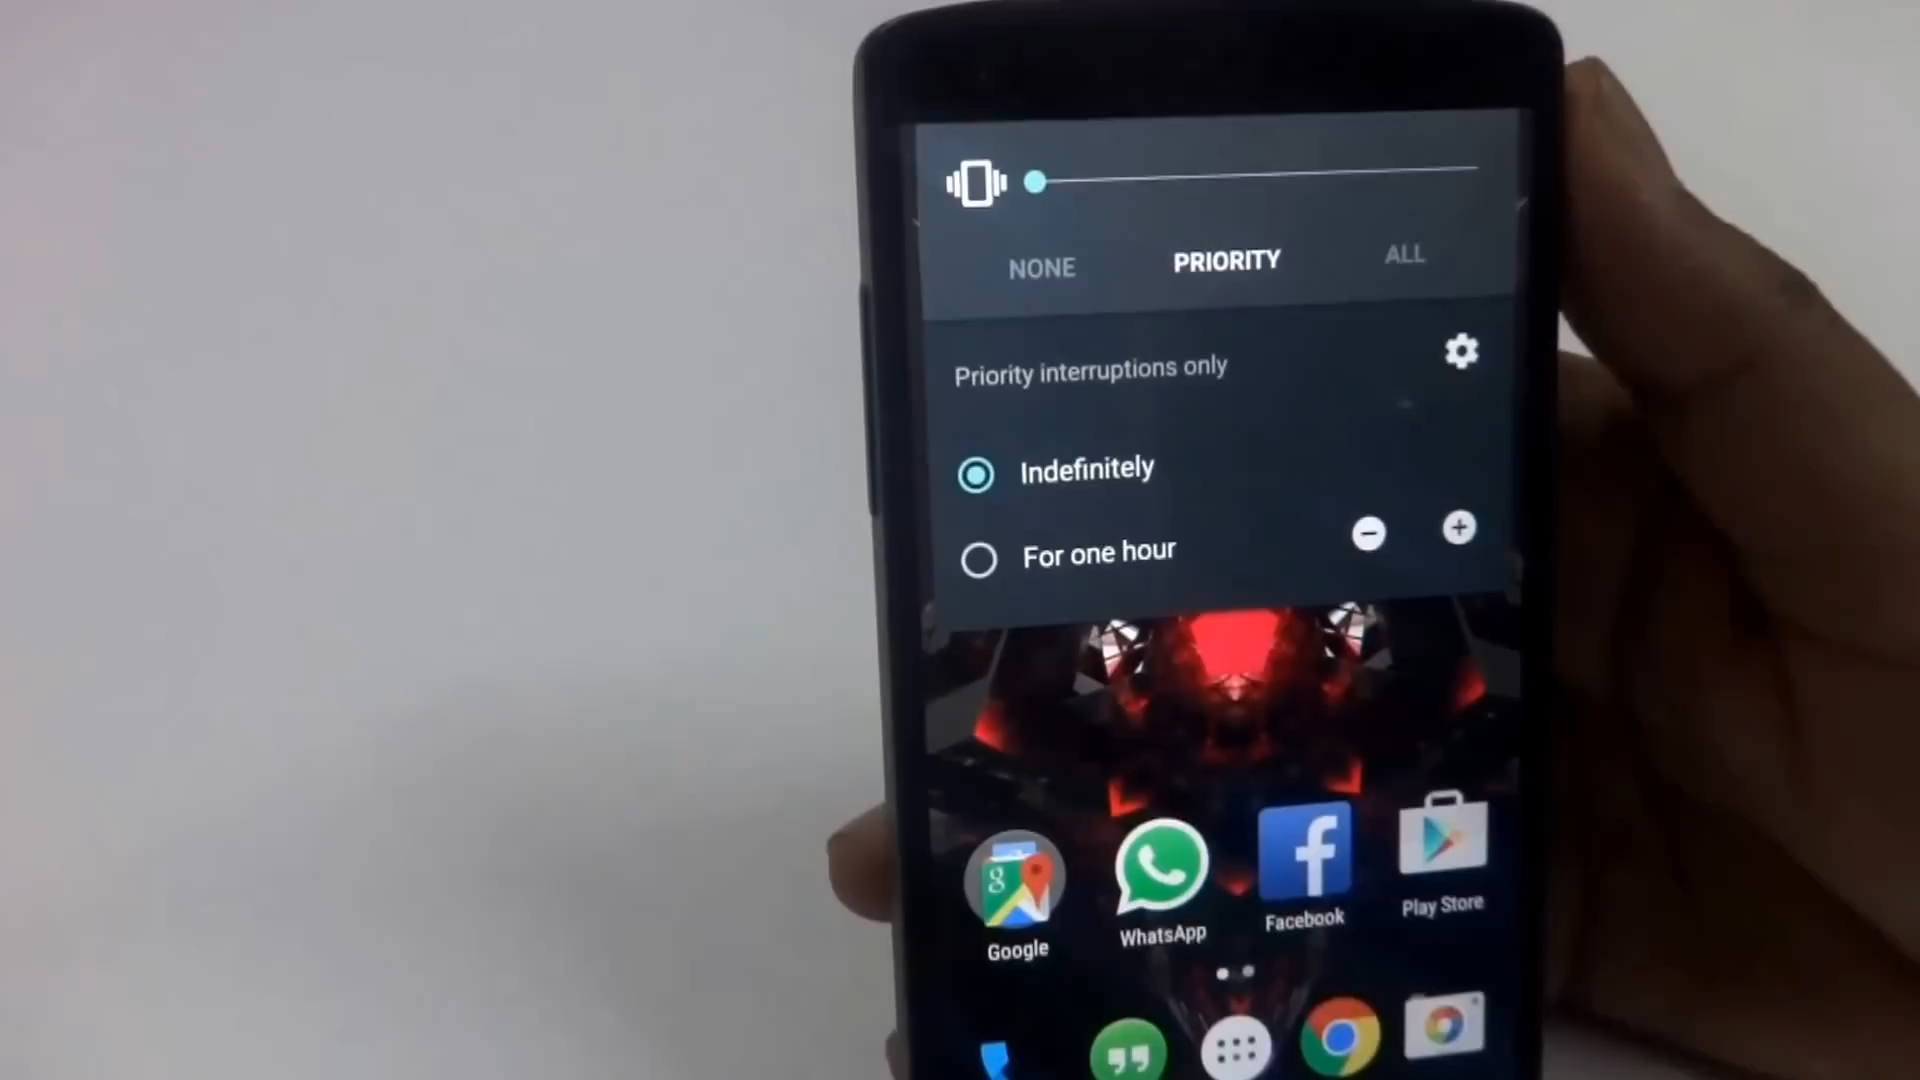 NONE PRIORITY ALL
Priority interruptions only
Indefinitely
For one hour
Google WhatsApp Facebook Play Store